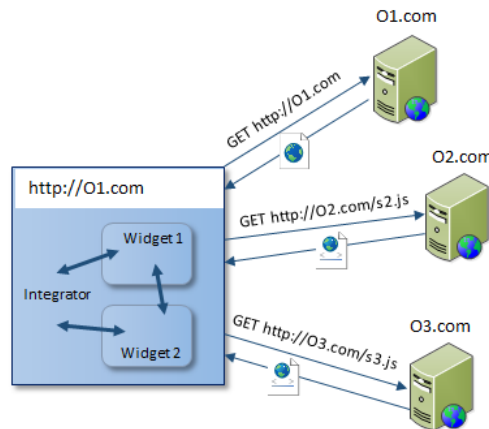 O1.com
GET http://O1.com
O2.com
http://O1.com
GET http://O2.com/s2.js
Widget 1
< >
Integrator
GET http://O3.com/s3.js
O3.com
Widget 2
< >